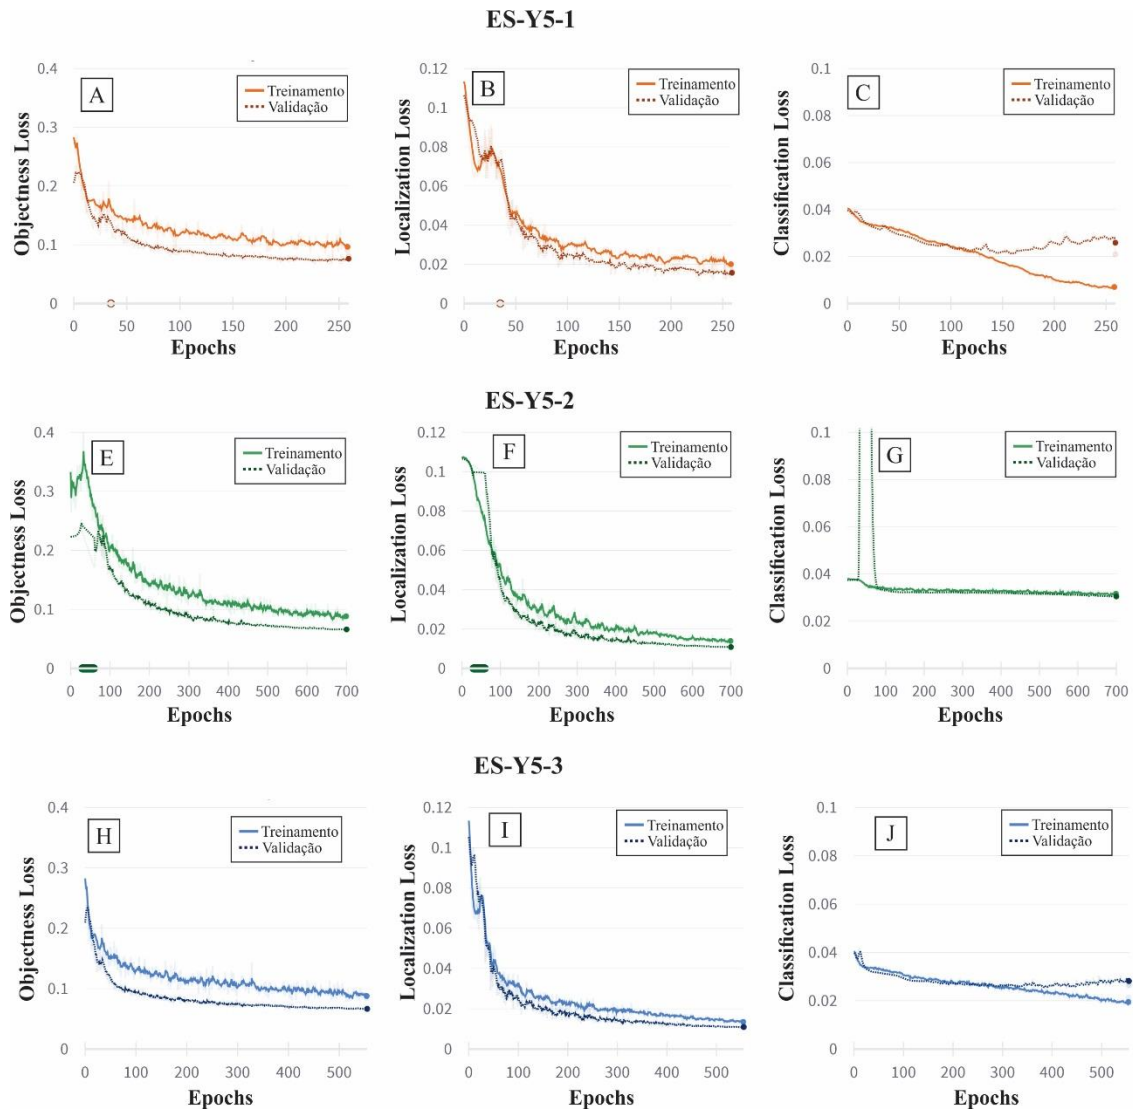 ES-Y5-1
Objectness Loss
0.4
0.3
0.2
0.1
0
A
Treinamento
Validação
0 50 100 150 200 250
Epochs
Localization Loss
0.12
0.1
0.08
0.06
0.04
0.02
0
B
Treinamento
Validação
0 50 100 150 200 250
Epochs
Classification Loss
0.1
0.08
0.06
0.04
0.02
0
C
Treinamento
Validação
0 50 100 150 200 250
Epochs
ES-Y5-2
Objectness Loss
0.4
0.3
0.2
0.1
0
E
Treinamento
Validação
0 100 200 300 400 500 600 700
Epochs
Localization Loss
0.12
0.1
0.08
0.06
0.04
0.02
0
F
Treinamento
Validação
0 100 200 300 400 500 600 700
Epochs
Classification Loss
0.1
0.08
0.06
0.04
0.02
0
G
Treinamento
Validação
0 100 200 300 400 500 600 700
Epochs
ES-Y5-3
Objectness Loss
0.4
0.3
0.2
0.1
0
H
Treinamento
Validação
0 100 200 300 400 500
Epochs
Localization Loss
0.12
0.1
0.08
0.06
0.04
0.02
0
I
Treinamento
Validação
0 100 200 300 400 500
Epochs
Classification Loss
0.1
0.08
0.06
0.04
0.02
0
J
Treinamento
Validação
0 100 200 300 400 500
Epochs